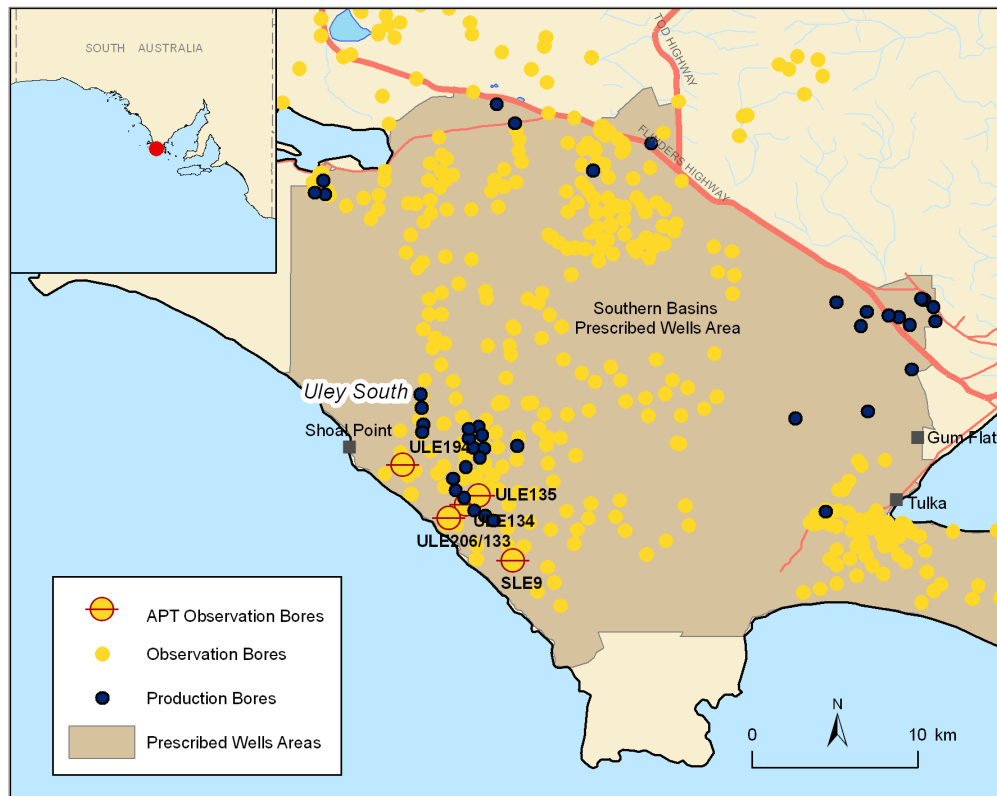 SOUTH AUSTRALIA
TOD HIGHWAY
FLINDERS HIGHWAY
Southern Basins
Prescribed Wells Area
Uley South
Shoal Point
ULE194
Gum Flat
ULE135
Tulka
ULE134
ULE206/133
SLE9
APT Observation Bores
Observation Bores
Production Bores
Prescribed Wells Areas
N
0 10 km